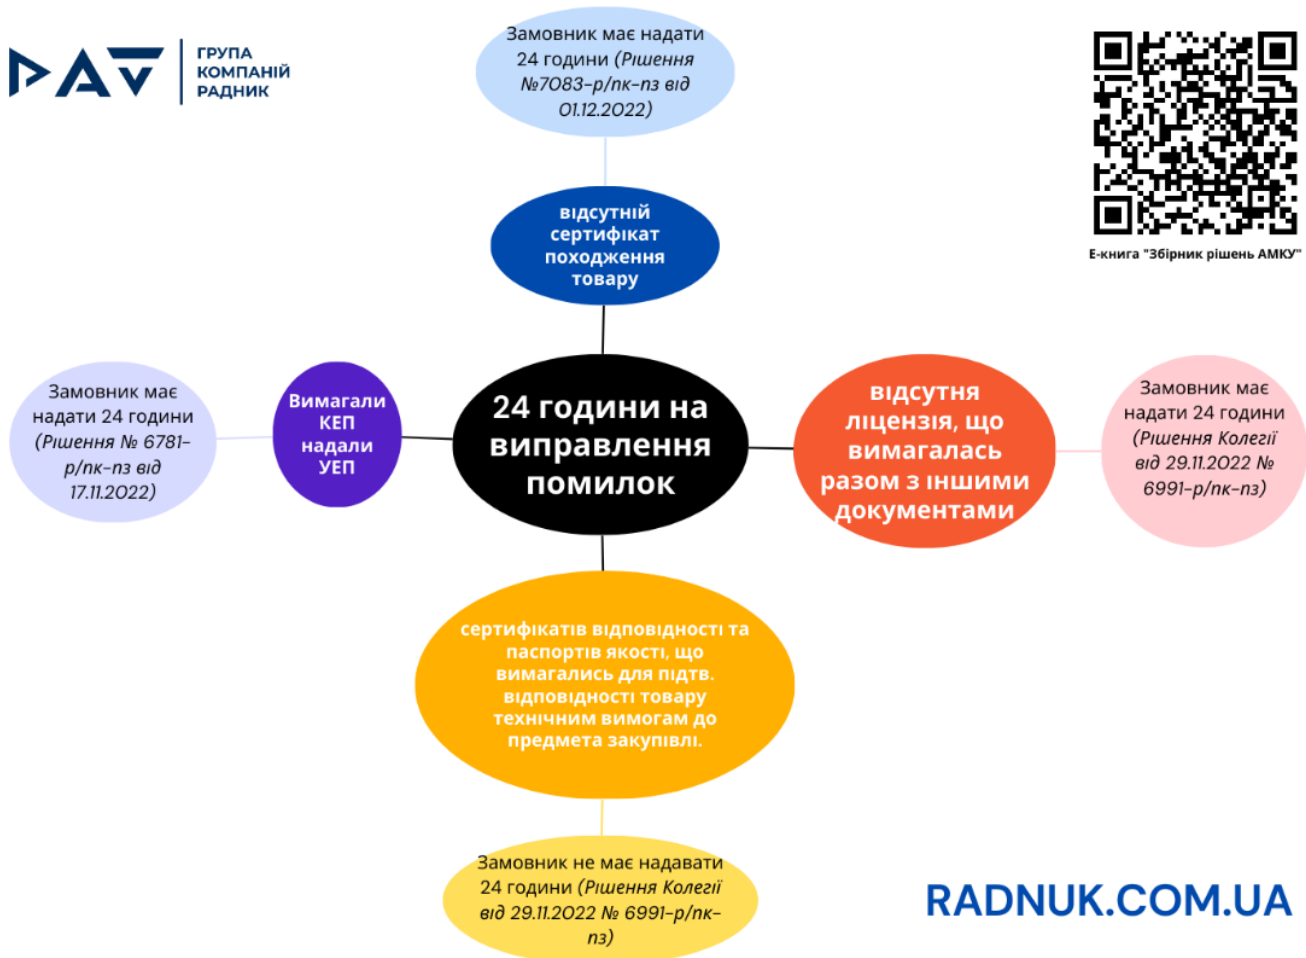 ГРУПА
КОМПАНІЙ
РАДНИК
Замовник має надати
24 години (Рішення
№7083-р/пк-пз від
01.12.2022)
Е-книга "Збірник рішень АМКУ"
відсутній
сертифікат
походження
товару
Замовник має
надати 24 години
(Рішення № 6781-
р/пк-пз від
17.11.2022)
Вимагали
КЕП
надали
УЕП
24 години на
виправлення
помилок
відсутня
ліцензія, що
вимагалась
разом з іншими
документами
Замовник має
надати 24 години
(Рішення Колегії
від 29.11.2022 №
6991-р/пк-пз)
сертифікатів відповідності та
паспортів якості, що
вимагались для підтв.
відповідності товару
технічним вимогам до
предмета закупівлі.
Замовник не має надавати
24 години (Рішення Колегії
від 29.11.2022 № 6991-р/пк-
пз)
RADNUK.COM.UA